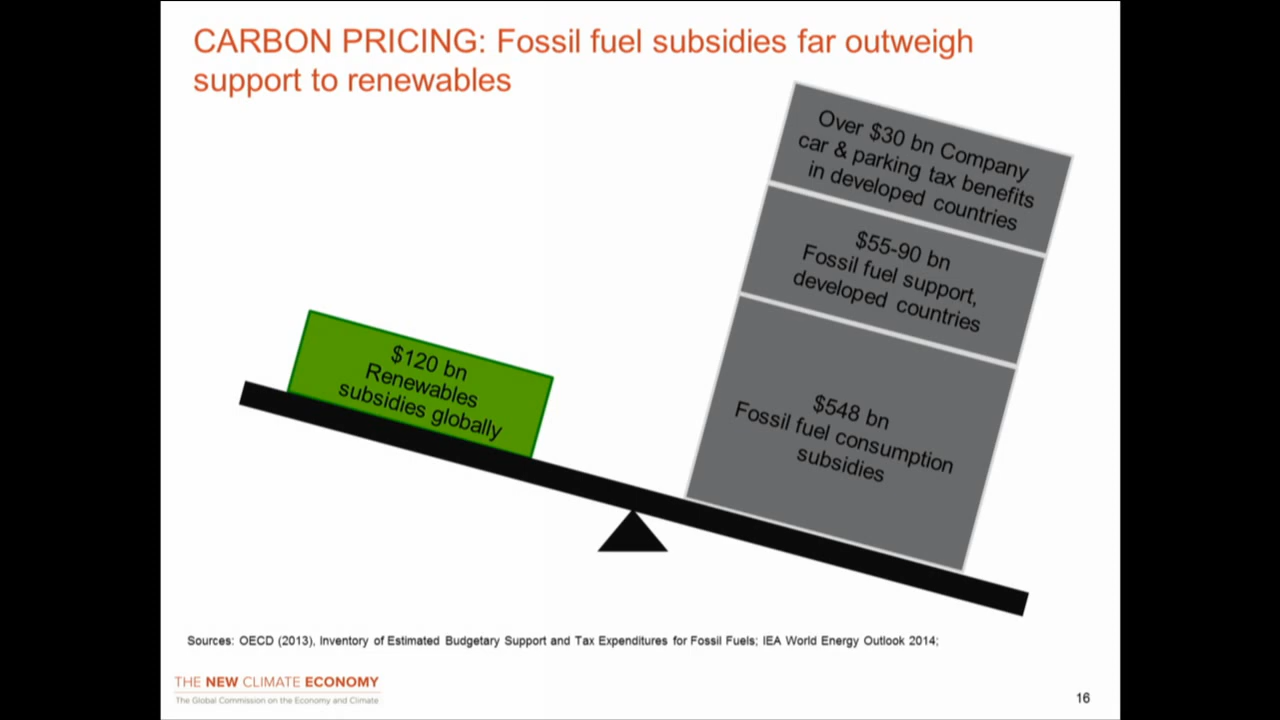 CARBON PRICING: Fossil fuel subsidies far outweigh
support to renewables
Over $30 bn Company
car & parking tax benefits
in developed countries
$55-90 bn
Fossil fuel support,
developed countries
$548 bn
Fossil fuel consumption
subsidies
$120 bn
Renewables
subsidies globally
Sources: OECD (2013), Inventory of Estimated Budgetary Support and Tax Expenditures for Fossil Fuels; IEA World Energy Outlook 2014;
THE NEW CLIMATE ECONOMY
The Global Commission on the Economy and Climate
16